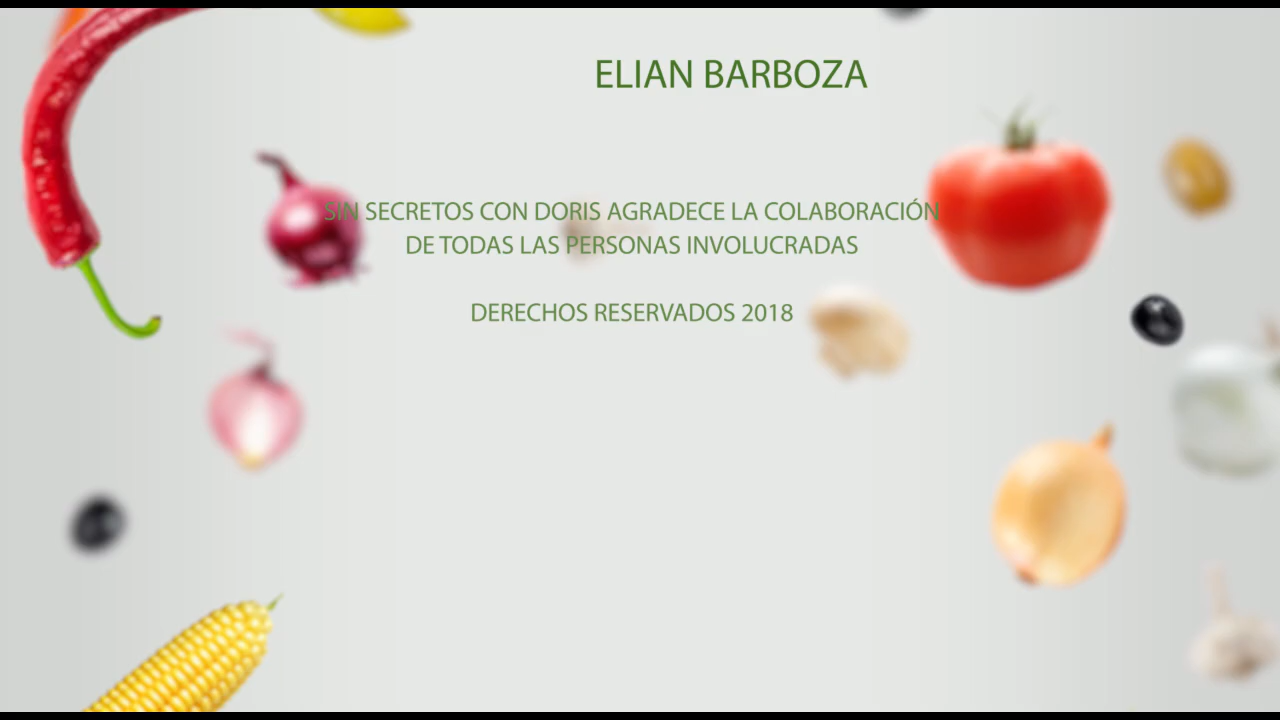 ELIAN BARBOZA
SIN SECRETOS CON DORIS AGRADECE LA COLABORACIÓN
DE TODAS LAS PERSONAS INVOLUCRADAS
DERECHOS RESERVADOS 2018